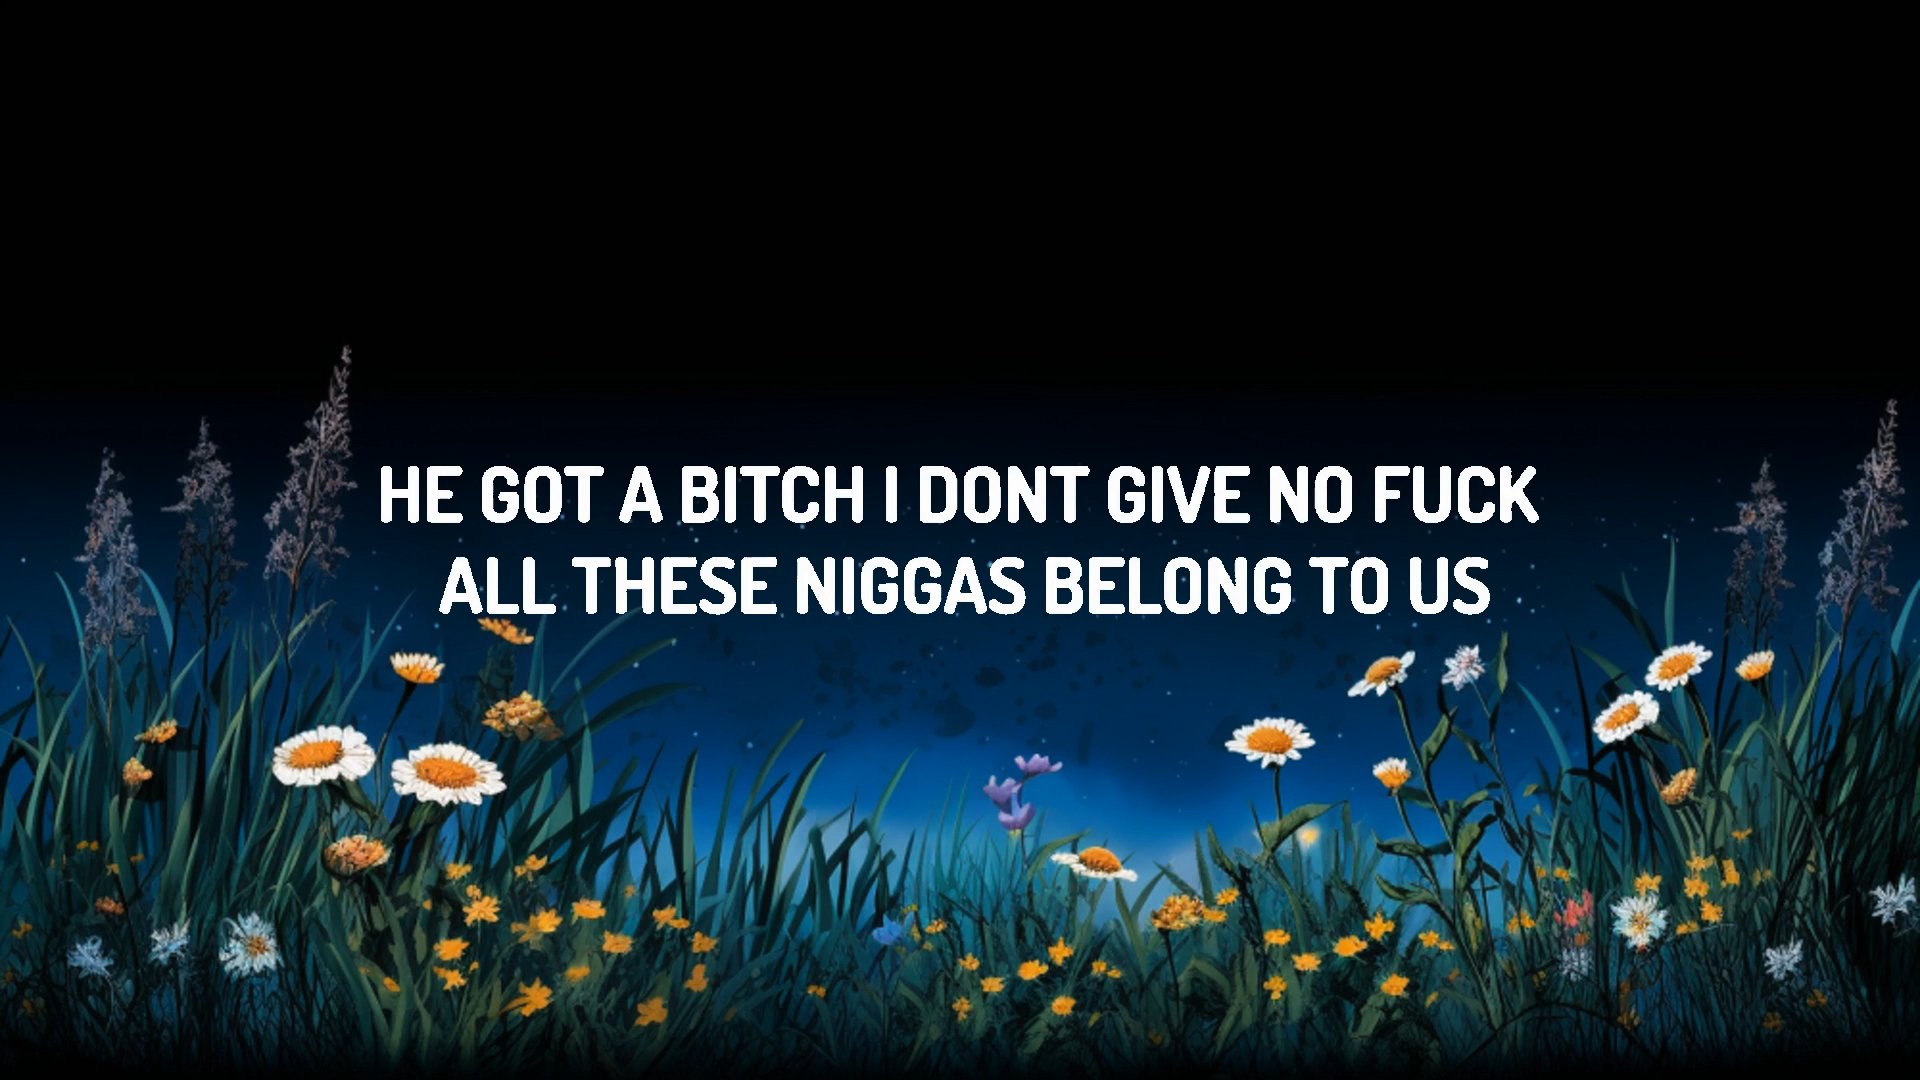 HE GOT A BITCH I DONT GIVE NO FUCK
ALL THESE NIGGAS BELONG TO US